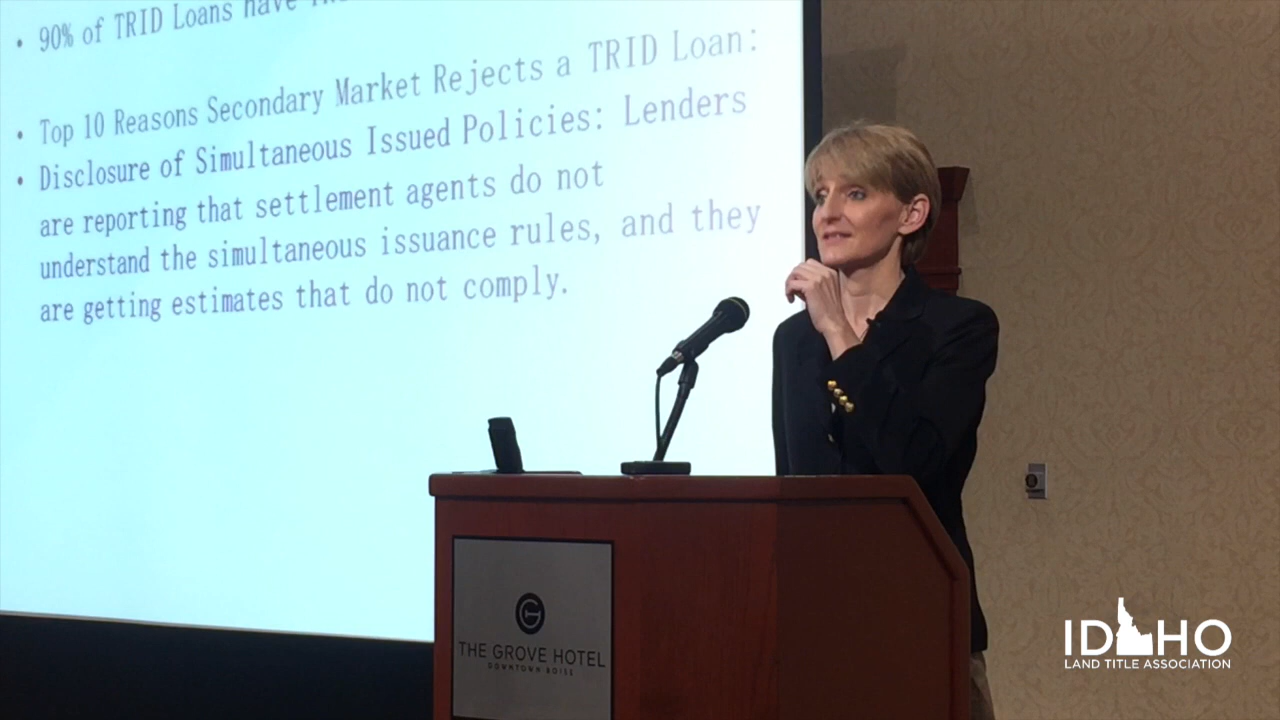 • 90% of TRID Loans have
• Top 10 Reasons Secondary Market Rejects a TRID Loan:
• Disclosure of Simultaneous Issued Policies: Lenders
are reporting that settlement agents do not
understand the simultaneous issuance rules, and they
are getting estimates that do not comply.
G
THE GROVE HOTEL
DOWNTOWN BOISE
IDAHO
LAND TITLE ASSOCIATION